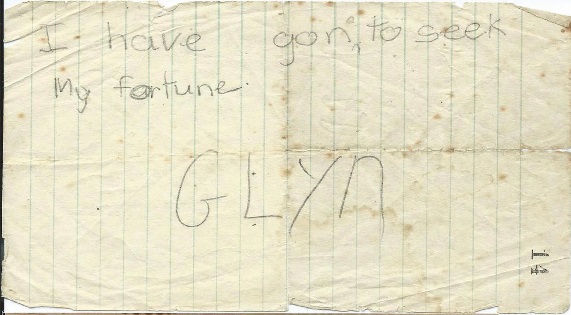 I have gon, to seek
My fortune.
GLYn